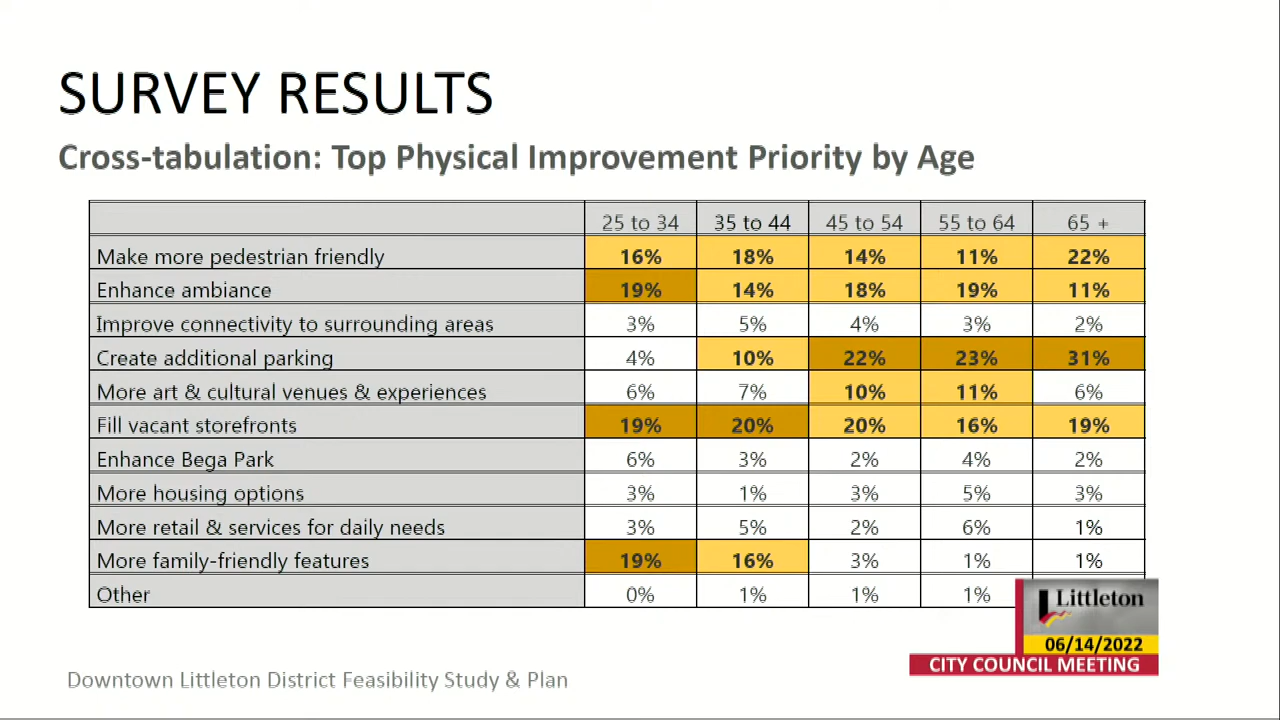 SURVEY RESULTS
Cross-tabulation: Top Physical Improvement Priority by Age
25 to 34 35 to 44 45 to 54 55 to 64 65 +
Make more pedestrian friendly 16% 18% 14% 11% 22%
Enhance ambiance 19% 14% 18% 19% 11%
Improve connectivity to surrounding areas 3% 5% 4% 3% 2%
Create additional parking 4% 10% 22% 23% 31%
More art & cultural venues & experiences 6% 7% 10% 11% 6%
Fill vacant storefronts 19% 20% 20% 16% 19%
Enhance Bega Park 6% 3% 2% 4% 2%
More housing options 3% 1% 3% 5% 3%
More retail & services for daily needs 3% 5% 2% 6% 1%
More family-friendly features 19% 16% 3% 1% 1%
Other 0% 1% 1% 1%
Littleton
06/14/2022
CITY COUNCIL MEETING
Downtown Littleton District Feasibility Study & Plan